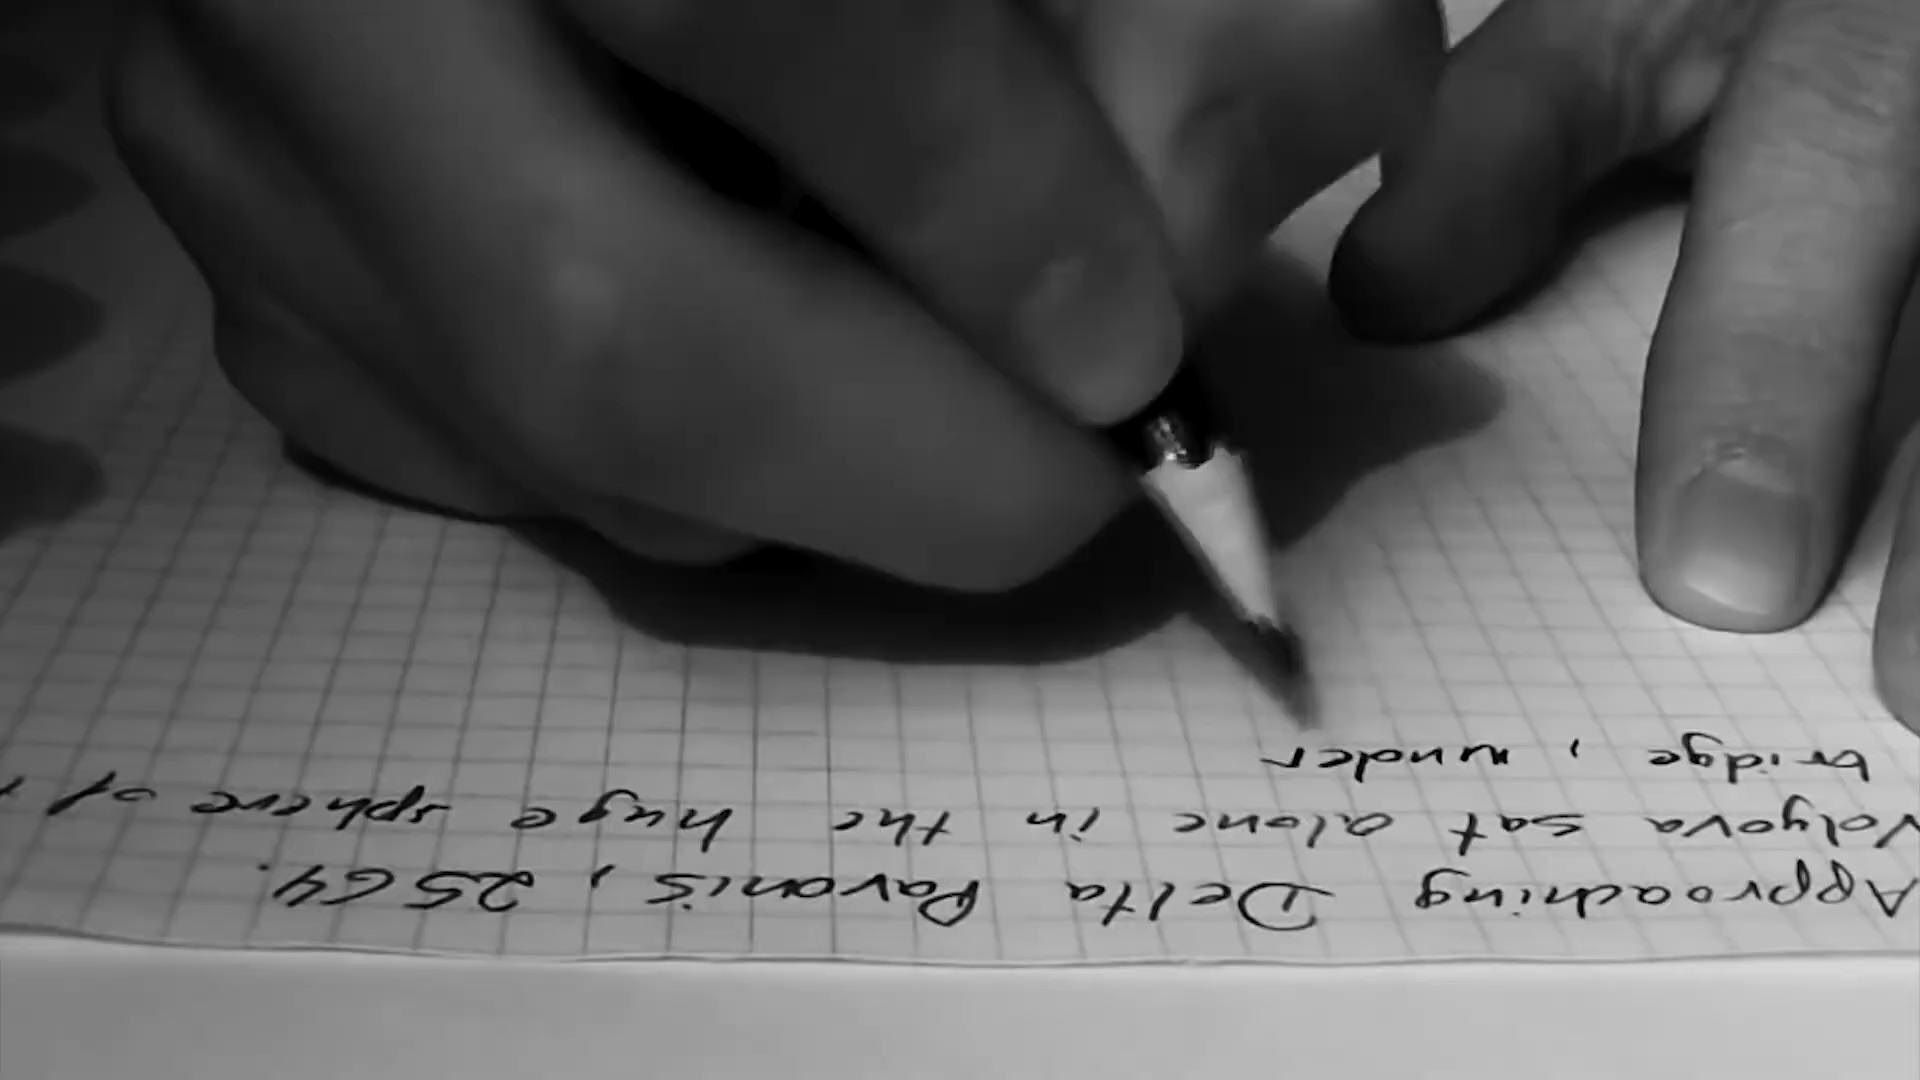 Approaching Delta Pavonis, 2564.
Volyova sat alone in the huge sphere of
bridge, under